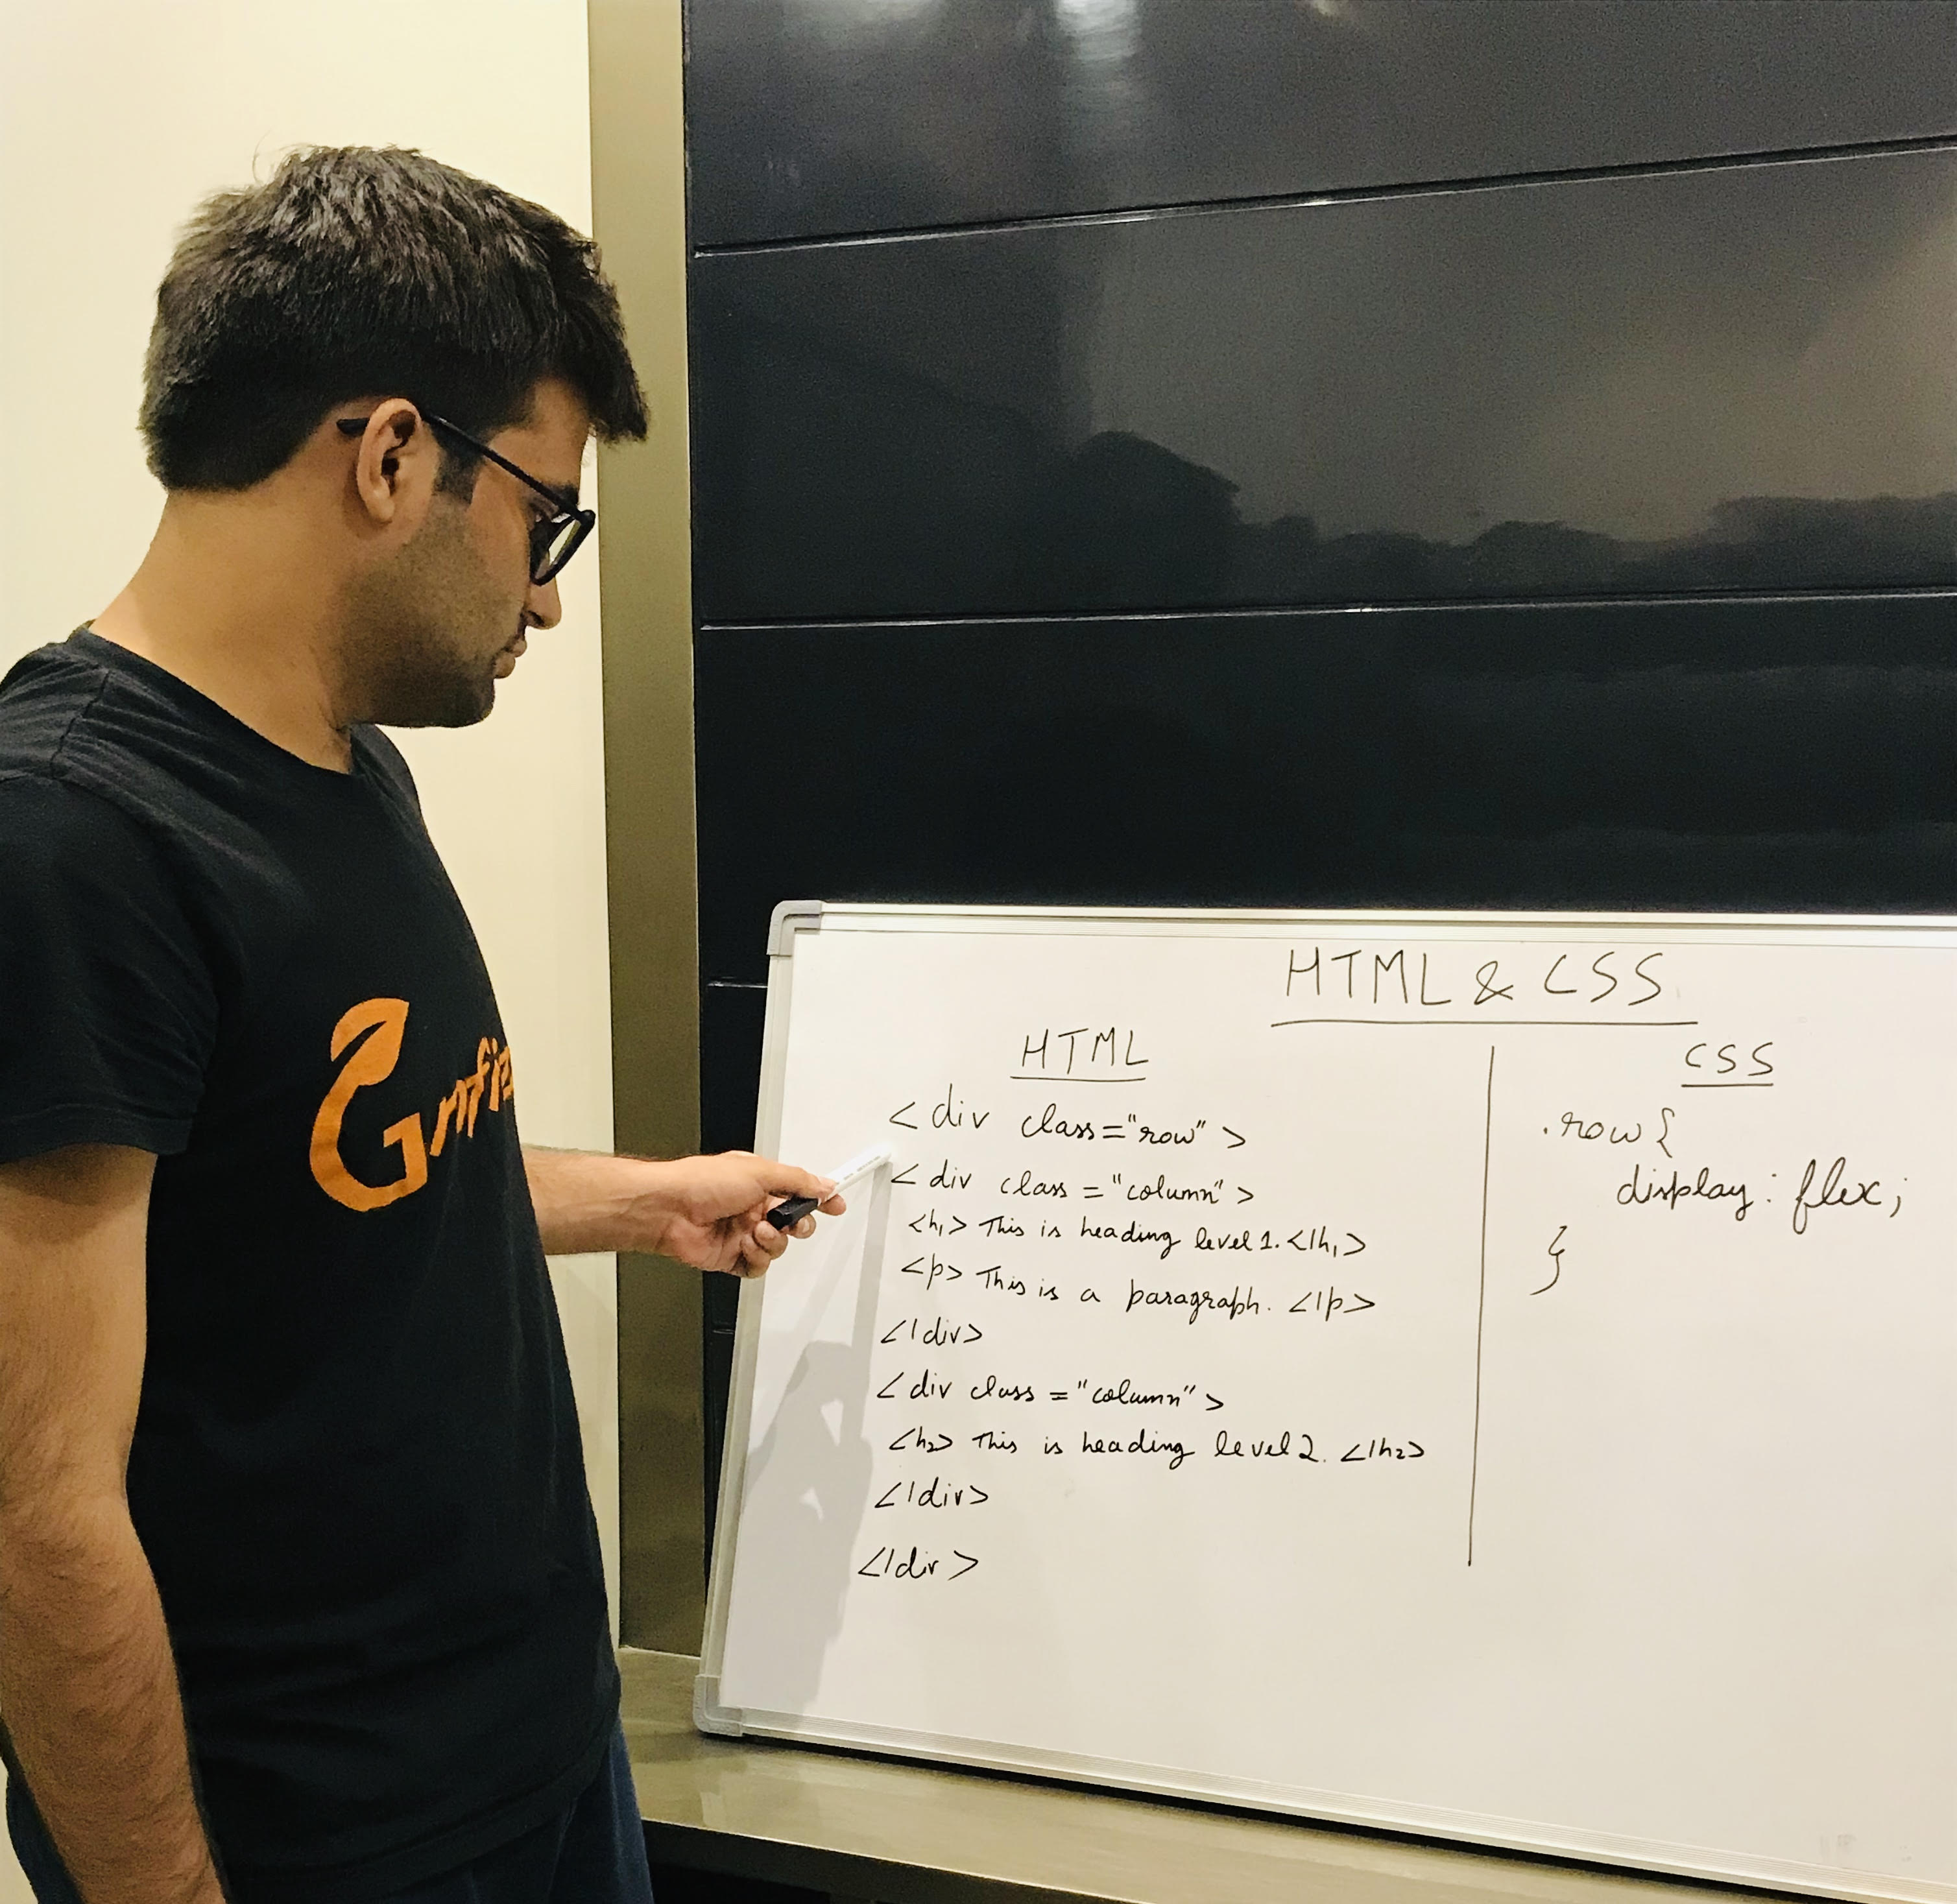 HTML & CSS
HTML
<div class="row">
<div class="column">
<h1> This is heading level 1. </h1>
<p> This is a paragraph. </p>
</div>
<div class="column">
<h2> This is heading level 2. </h2>
</div>
</div>
CSS
.row{
display: flex;
}